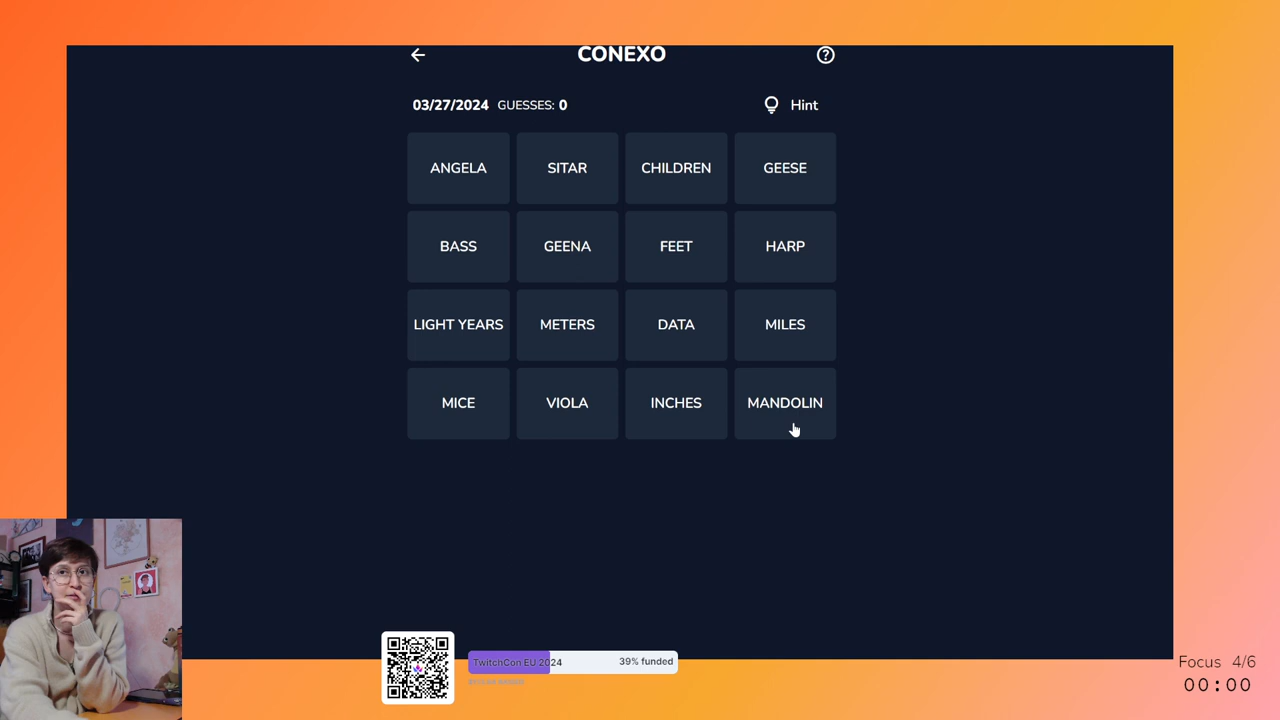 CONEXO
03/27/2024 GUESSES: 0
Hint
ANGELA SITAR CHILDREN GEESE
BASS GEENA FEET HARP
LIGHT YEARS METERS DATA MILES
MICE VIOLA INCHES MANDOLIN
TwitchCon EU 2024 39% funded
Focus 4/6
00:00